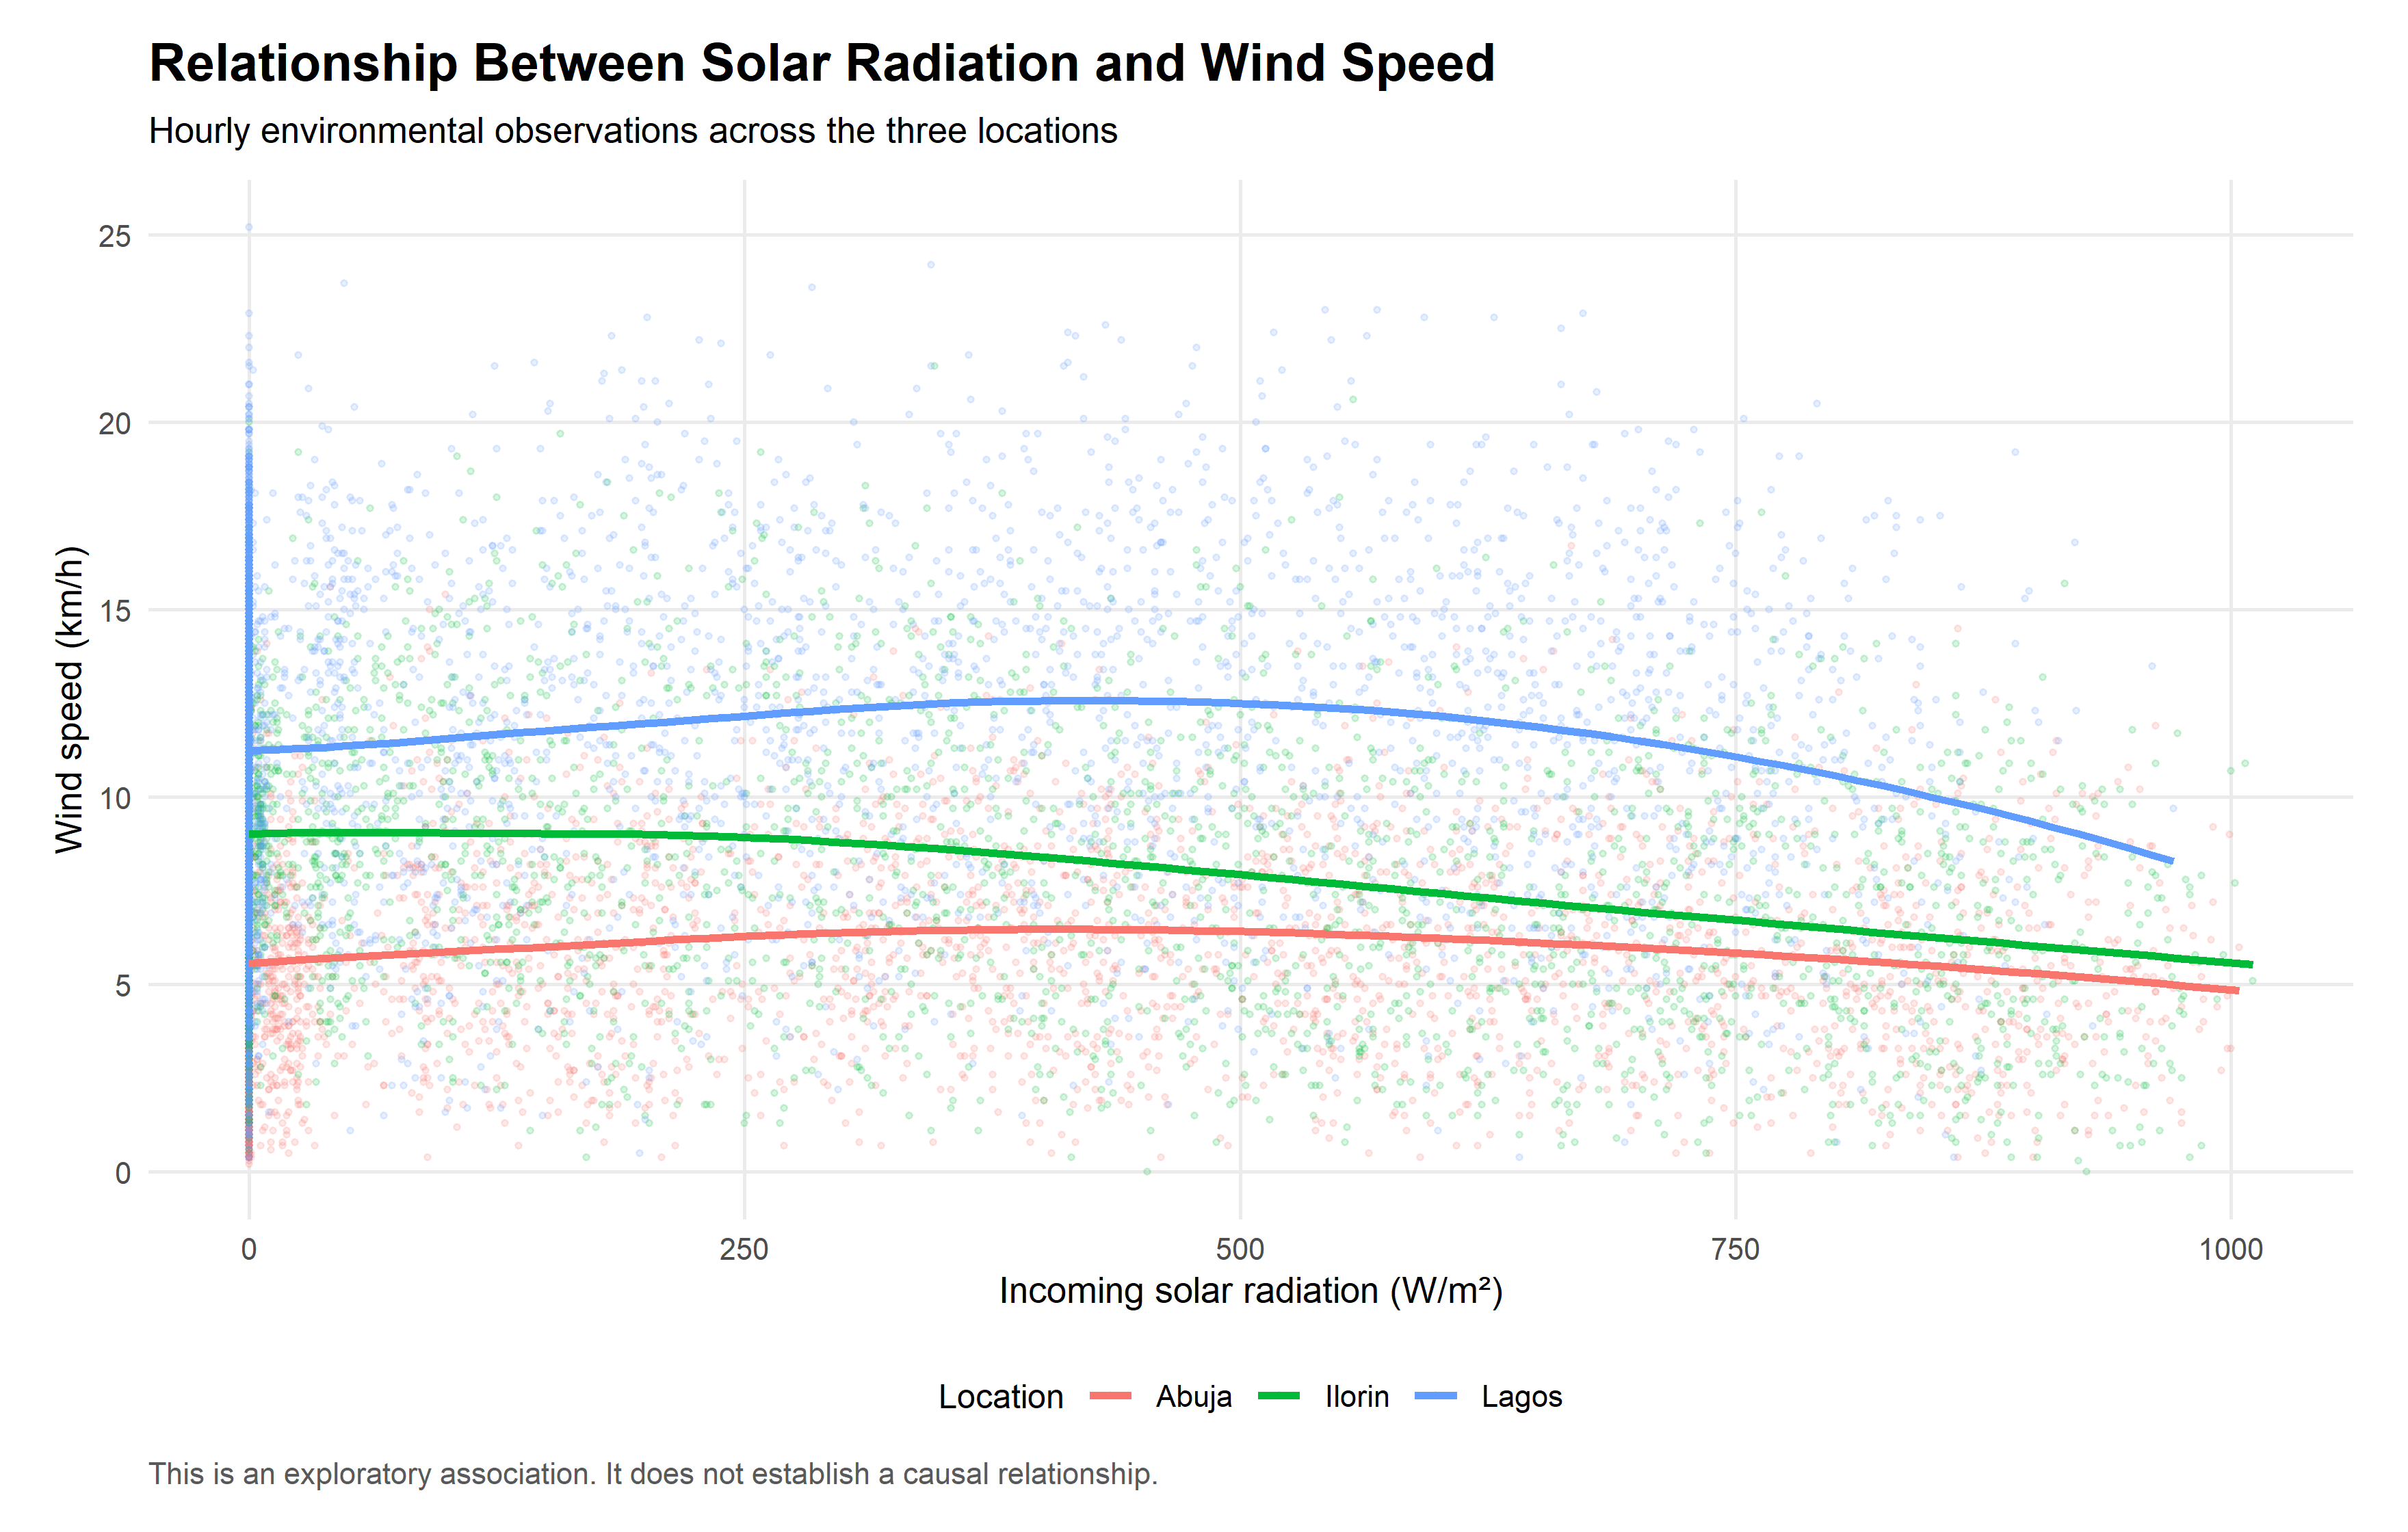 Relationship Between Solar Radiation and Wind Speed
Hourly environmental observations across the three locations
25
20
15
10
5
0
Wind speed (km/h)
0 250 500 750 1000
Incoming solar radiation (W/m²)
Location Abuja Ilorin Lagos
This is an exploratory association. It does not establish a causal relationship.